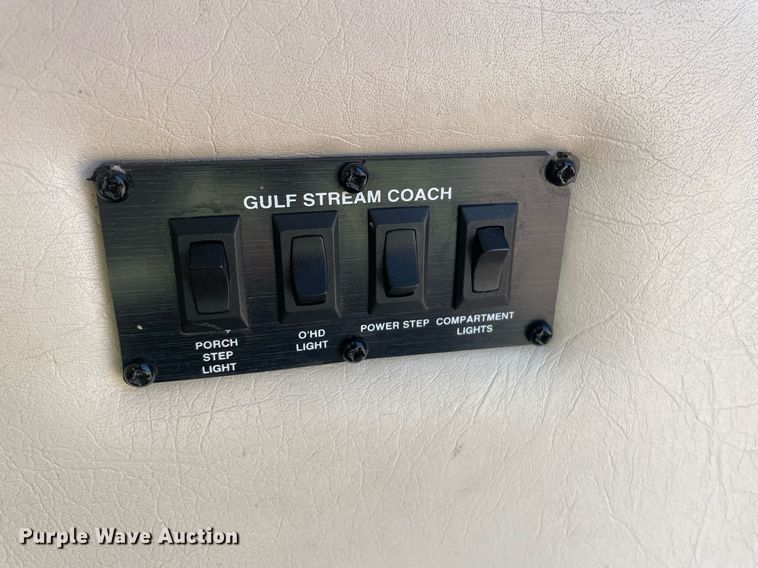 GULF STREAM COACH
PORCH
STEP
LIGHT
O'HD
LIGHT
POWER STEP
COMPARTMENT
LIGHTS
Purple Wave Auction